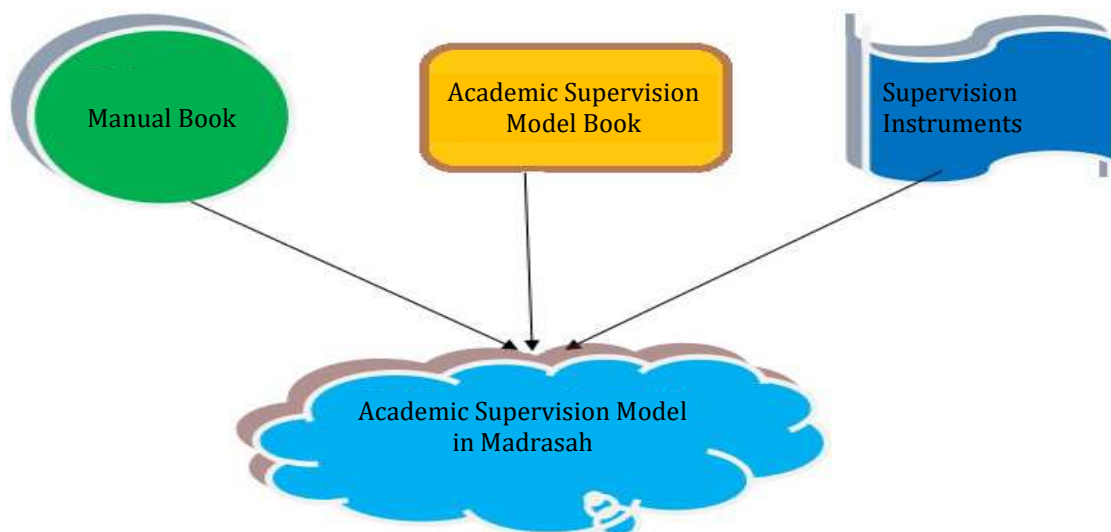 Manual Book
Academic Supervision
Model Book
Supervision
Instruments
Academic Supervision Model
in Madrasah